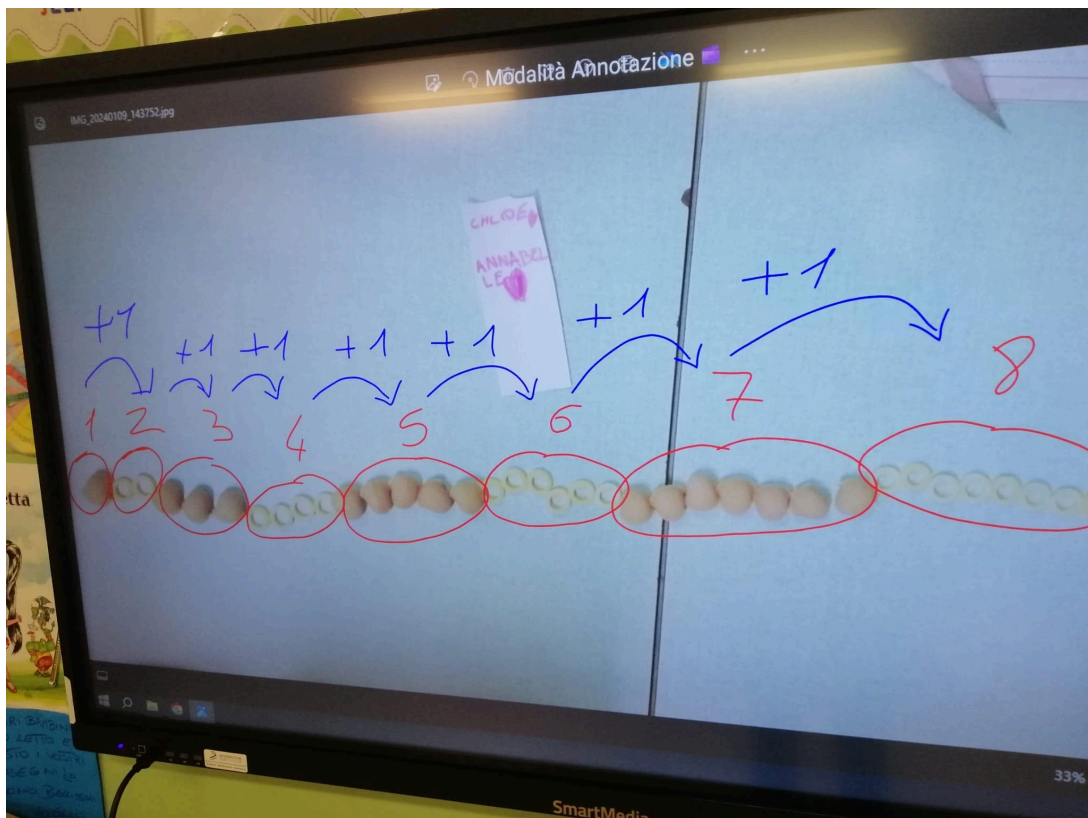 Modalità Annotazione
IMG_20240109_143752.jpg
CHLOE
ANNABEL
LE
+1 +1 +1 +1 +1 +1 +1
1 2 3 4 5 6 7 8
etta
33%
SmartMedia